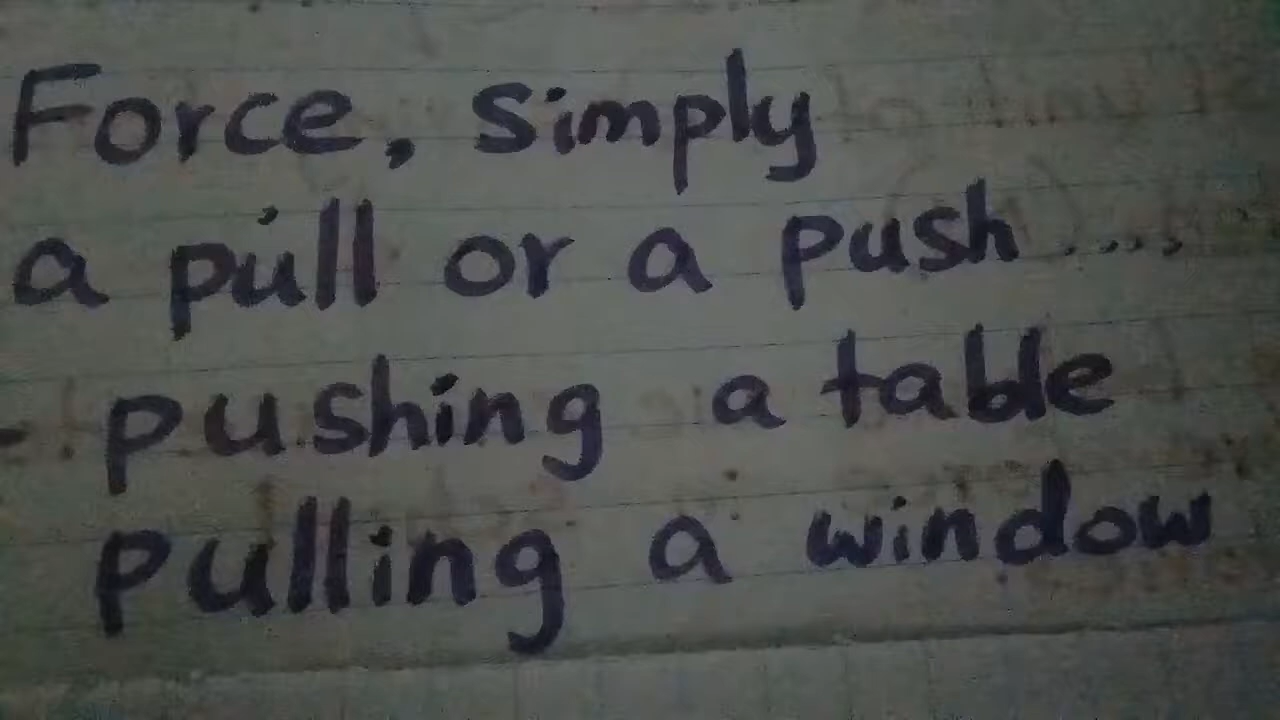 Force, simply
a pull or a push ....
- pushing a table
pulling a window